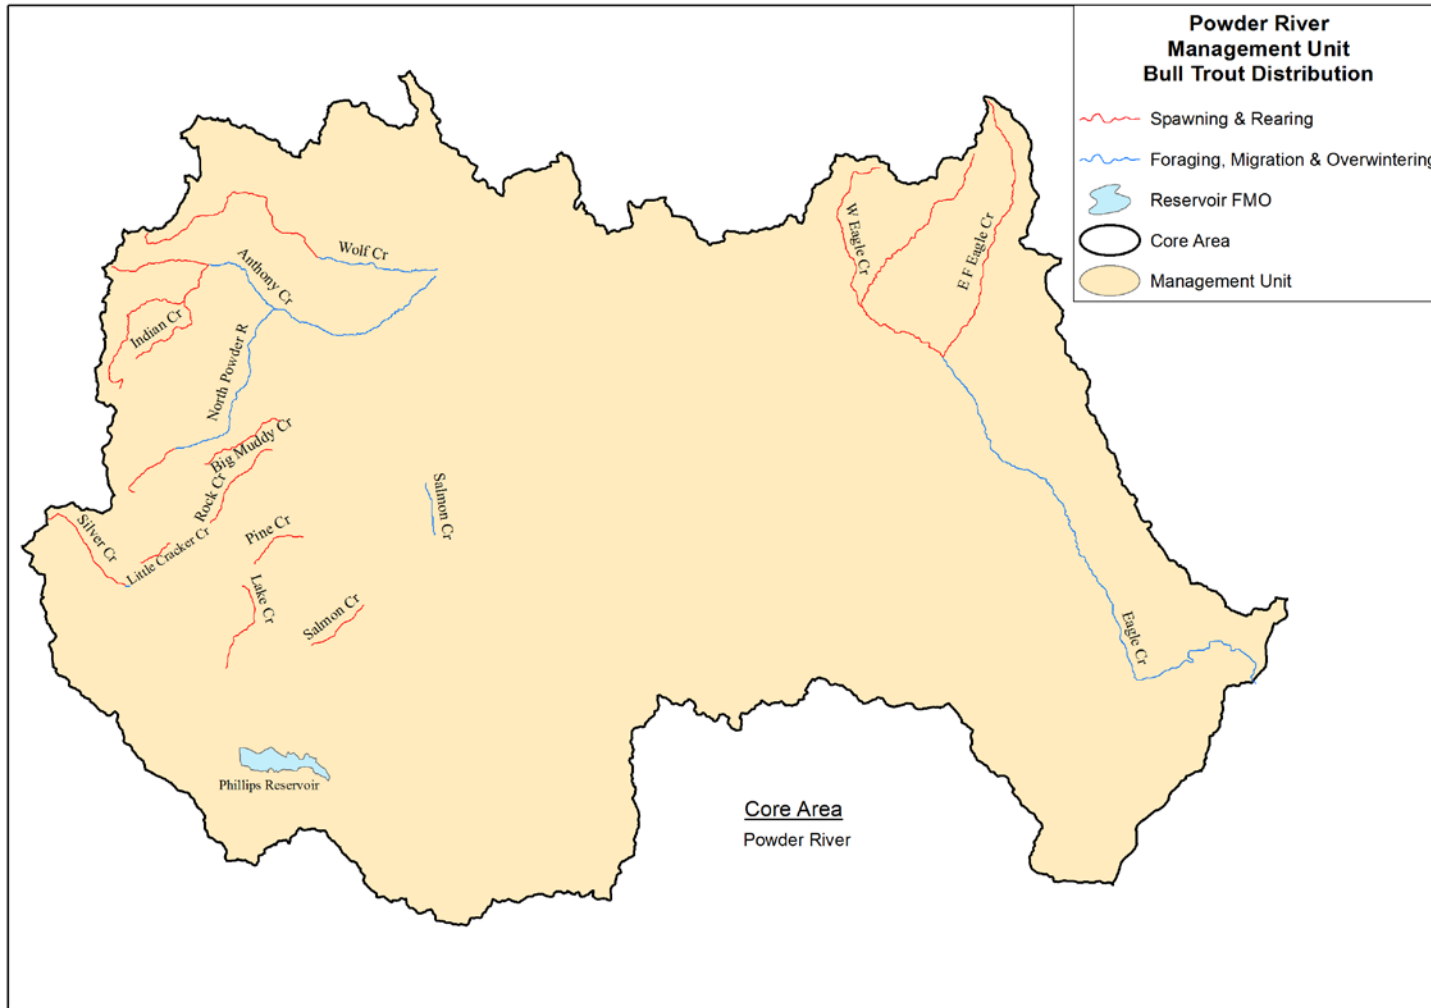 Powder River
Management Unit
Bull Trout Distribution
Spawning & Rearing
Foraging, Migration & Overwintering
Reservoir FMO
Core Area
Management Unit
Wolf Cr
Anthony Cr
Indian Cr
North Powder R
Big Muddy Cr
Rock Cr
Silver Cr
Little Cracker Cr
Pine Cr
Lake Cr
Salmon Cr
Salmon Cr
W Eagle Cr
E F Eagle Cr
Eagle Cr
Phillips Reservoir
Core Area
Powder River